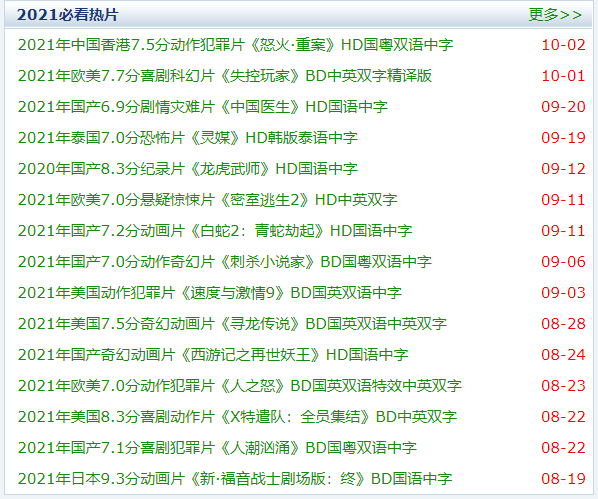 2021必看热片 更多>>
2021年中国香港7.5分动作犯罪片《怒火·重案》HD国粤双语中字 10-02
2021年欧美7.7分喜剧科幻片《失控玩家》BD中英双字精译版 10-01
2021年国产6.9分剧情灾难片《中国医生》HD国语中字 09-20
2021年泰国7.0分恐怖片《灵媒》HD韩版泰语中字 09-19
2020年国产8.3分纪录片《龙虎武师》HD国语中字 09-12
2021年欧美7.0分悬疑惊悚片《密室逃生2》HD中英双字 09-11
2021年国产7.2分动画片《白蛇2：青蛇劫起》HD国语中字 09-11
2021年国产7.0分动作奇幻片《刺杀小说家》BD国粤双语中字 09-06
2021年美国动作犯罪片《速度与激情9》BD国英双语中字 09-03
2021年美国7.5分奇幻动画片《寻龙传说》BD国英双语中英双字 08-28
2021年国产奇幻动画片《西游记之再世妖王》HD国语中字 08-24
2021年欧美7.0分动作犯罪片《人之怒》BD国英双语特效中英双字 08-23
2021年美国8.3分喜剧动作片《X特遣队：全员集结》BD中英双字 08-22
2021年国产7.1分喜剧犯罪片《人潮汹涌》BD国粤双语中字 08-22
2021年日本9.3分动画片《新·福音战士剧场版：终》BD国语中字 08-19